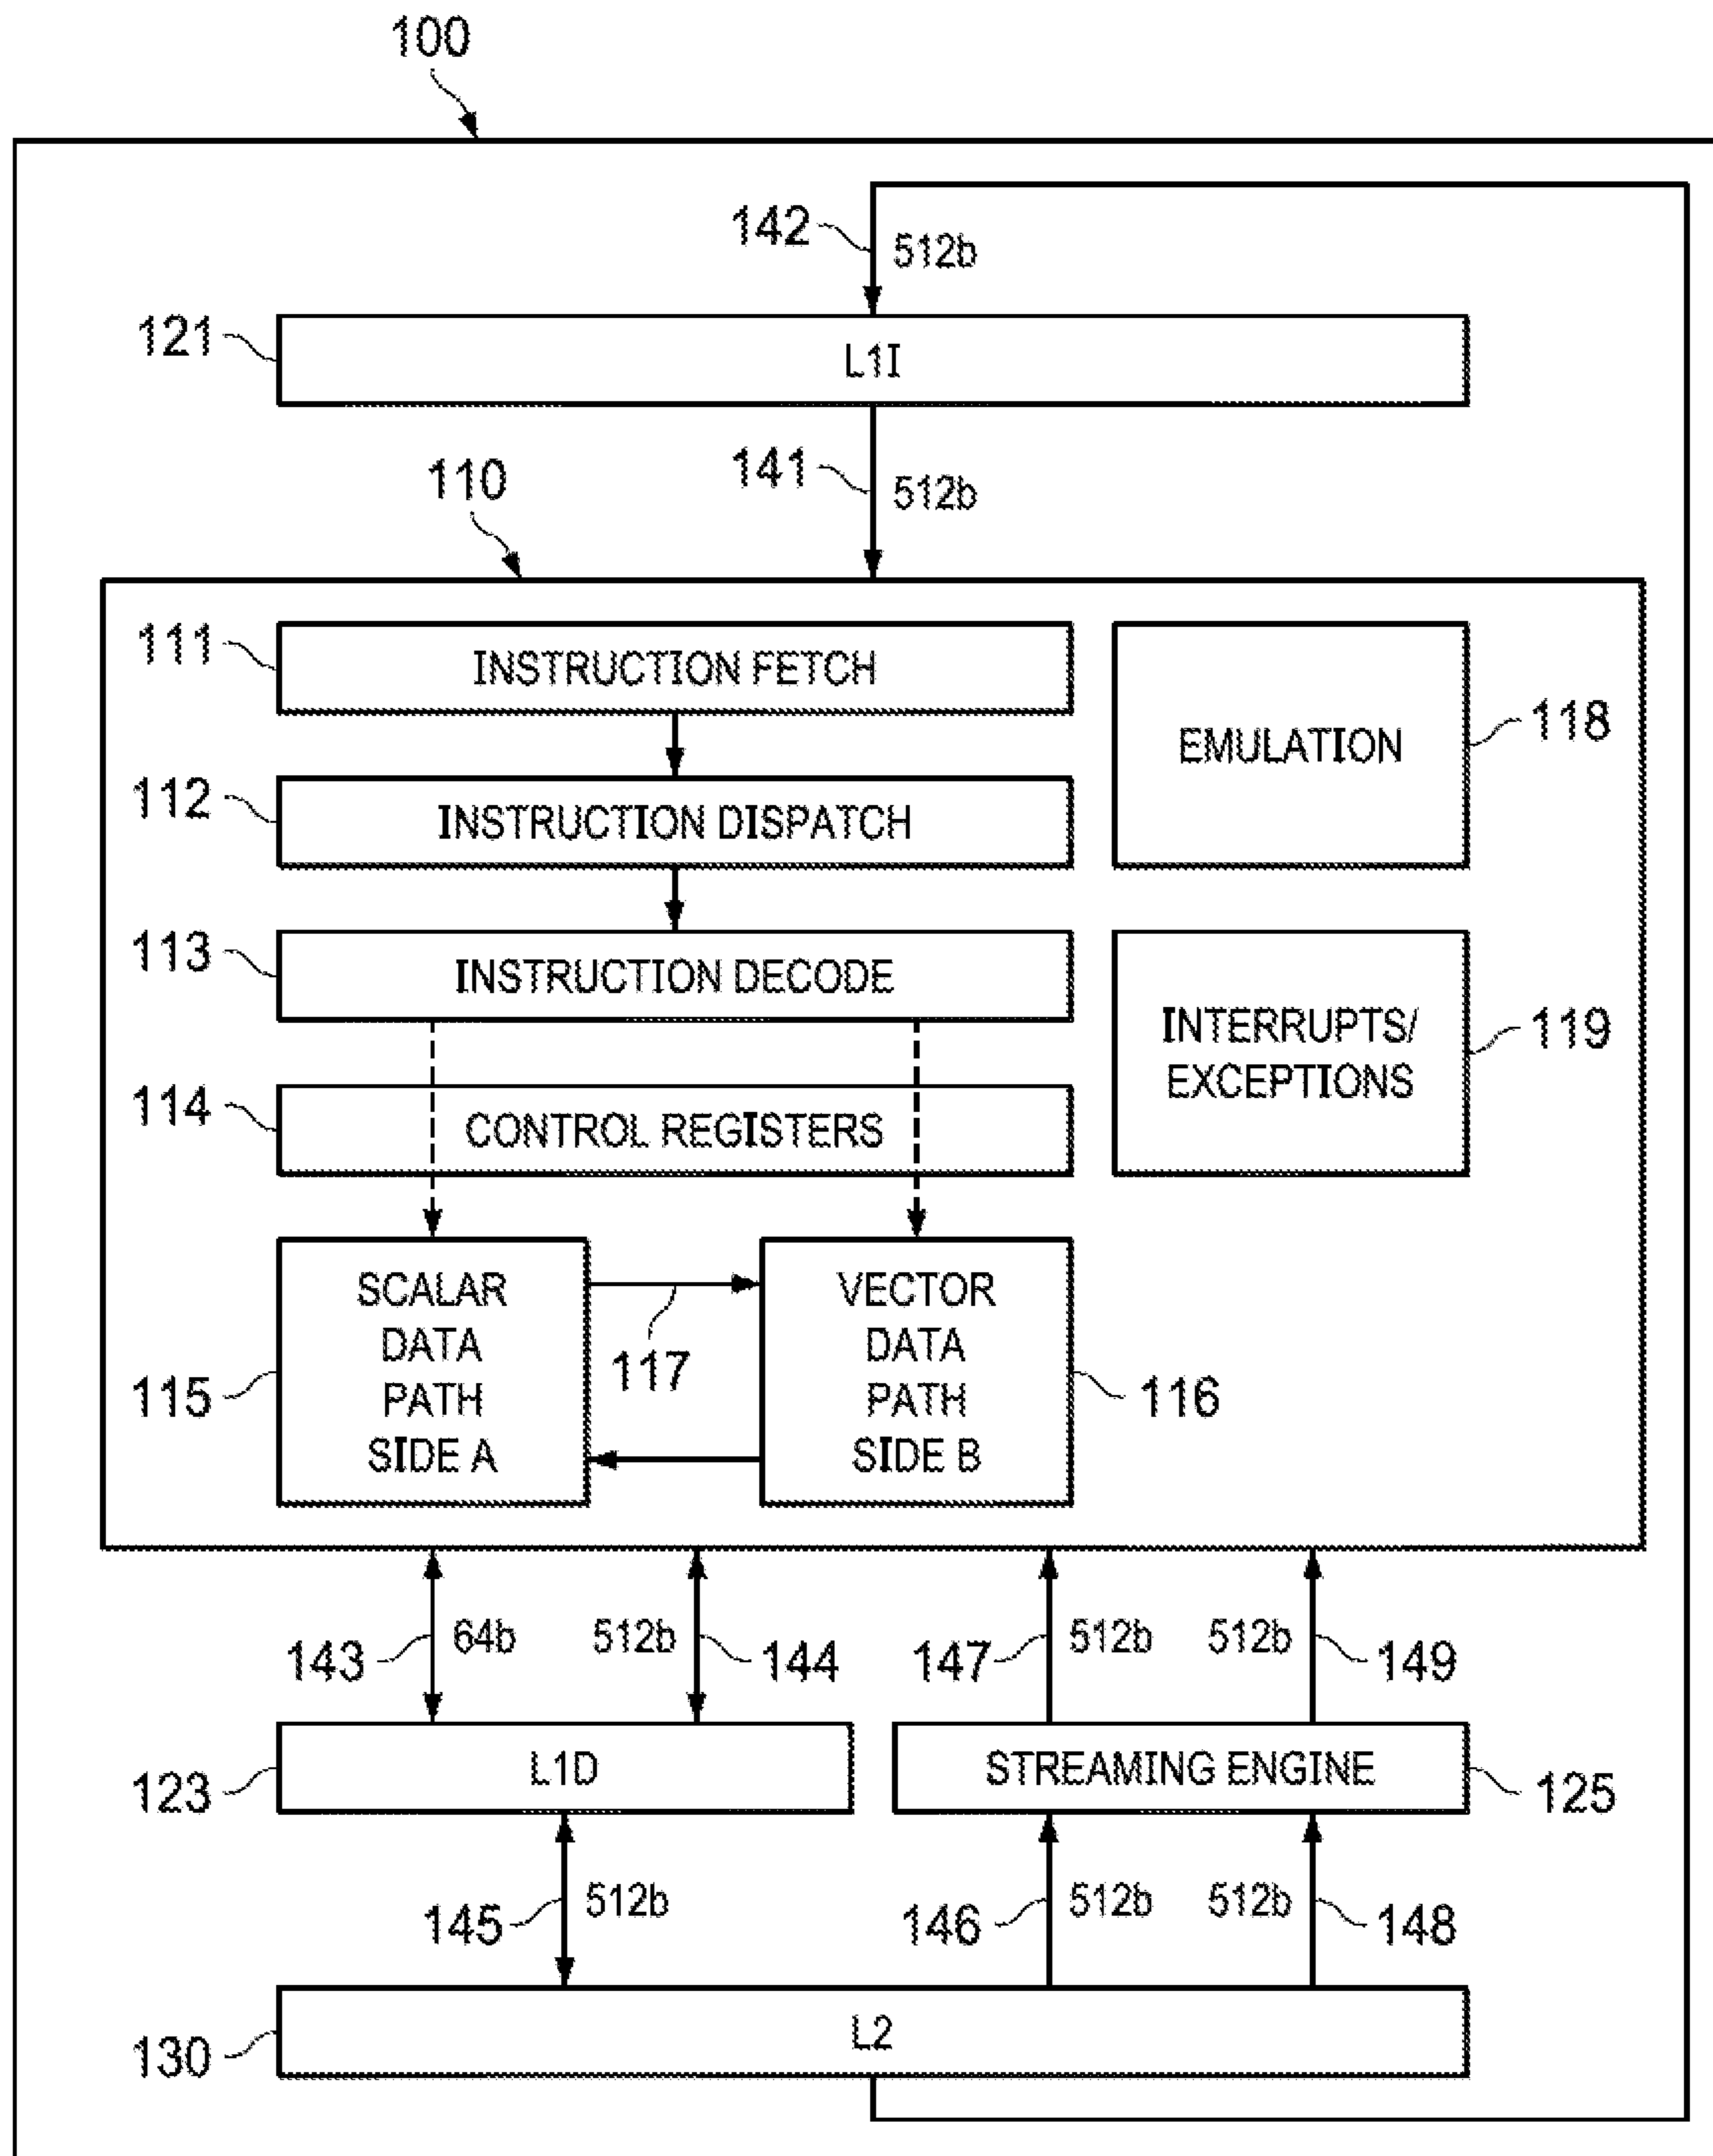 100
142
512b
121
L1I
110
141
512b
111
INSTRUCTION FETCH
EMULATION
118
112
INSTRUCTION DISPATCH
113
INSTRUCTION DECODE
INTERRUPTS/
EXCEPTIONS
119
114
CONTROL REGISTERS
SCALAR
DATA
PATH
SIDE A
115
117
VECTOR
DATA
PATH
SIDE B
116
143
64b
512b
144
147
512b
512b
149
123
L1D
STREAMING ENGINE
125
145
512b
146
512b
512b
148
130
L2